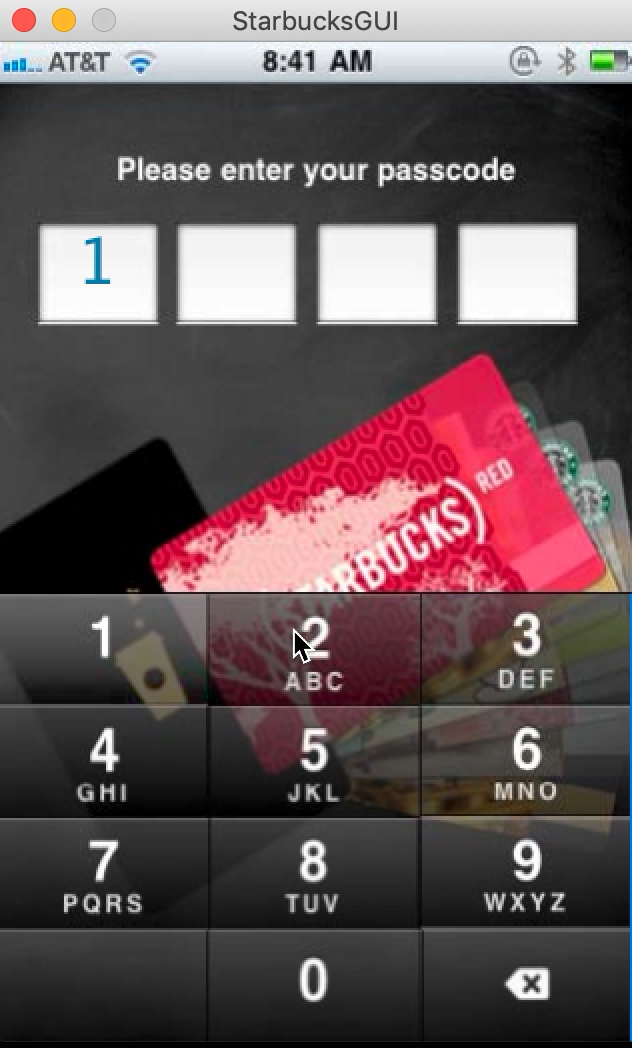 StarbucksGUI
AT&T 8:41 AM
Please enter your passcode
1
RED
STARBUCKS)
1 2 3
ABC DEF
4 5 6
GHI JKL MNO
7 8 9
PQRS TUV WXYZ
0